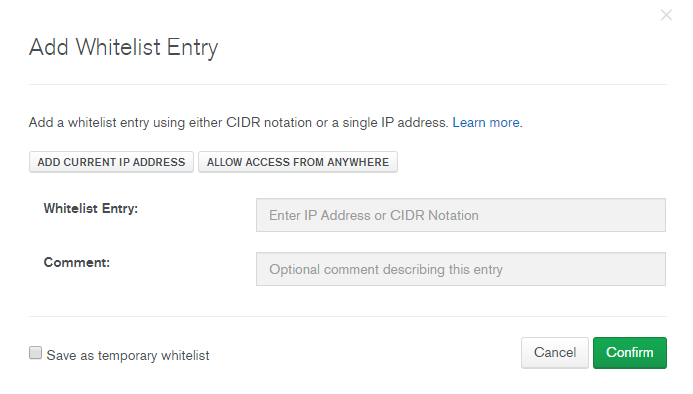 Add Whitelist Entry
Add a whitelist entry using either CIDR notation or a single IP address. Learn more.
ADD CURRENT IP ADDRESS ALLOW ACCESS FROM ANYWHERE
Whitelist Entry: Enter IP Address or CIDR Notation
Comment: Optional comment describing this entry
Save as temporary whitelist Cancel Confirm